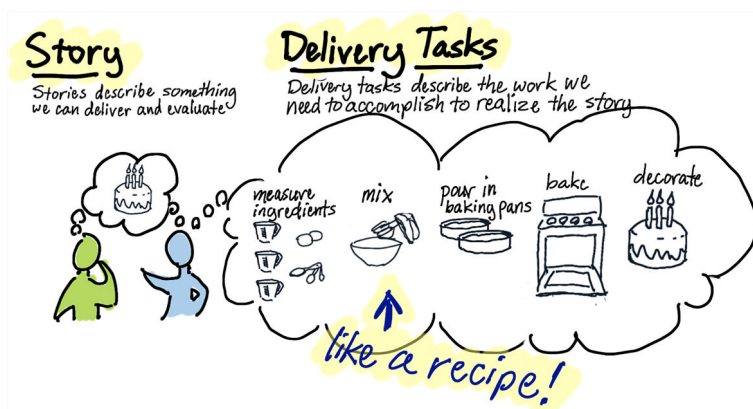 Story
Stories describe something
we can deliver and evaluate
Delivery Tasks
Delivery tasks describe the work we
need to accomplish to realize the story
measure
ingredients
mix
pour in
baking pans
bake
decorate
like a recipe!